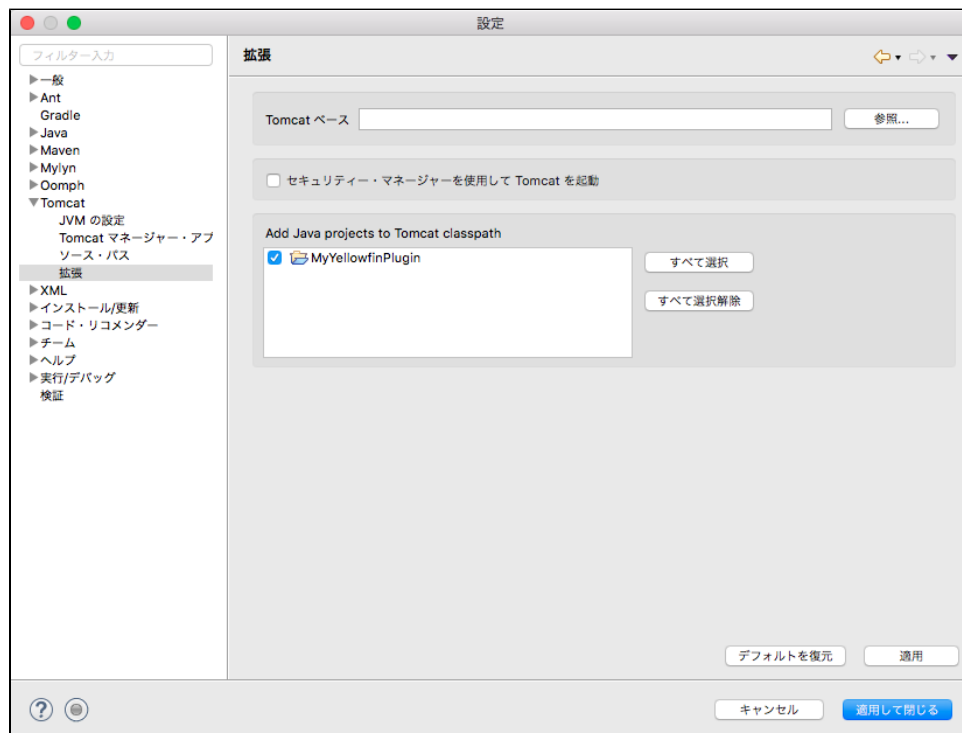 設定
フィルター入力
一般
Ant
Gradle
Java
Maven
Mylyn
Oomph
Tomcat
JVM の設定
Tomcat マネージャー・アプ
ソース・パス
拡張
XML
インストール/更新
コード・リコメンダー
チーム
ヘルプ
実行/デバッグ
検証
拡張
Tomcat ベース
参照...
セキュリティー・マネージャーを使用して Tomcat を起動
Add Java projects to Tomcat classpath
MyYellowfinPlugin
すべて選択
すべて選択解除
デフォルトを復元
適用
?
キャンセル
適用して閉じる